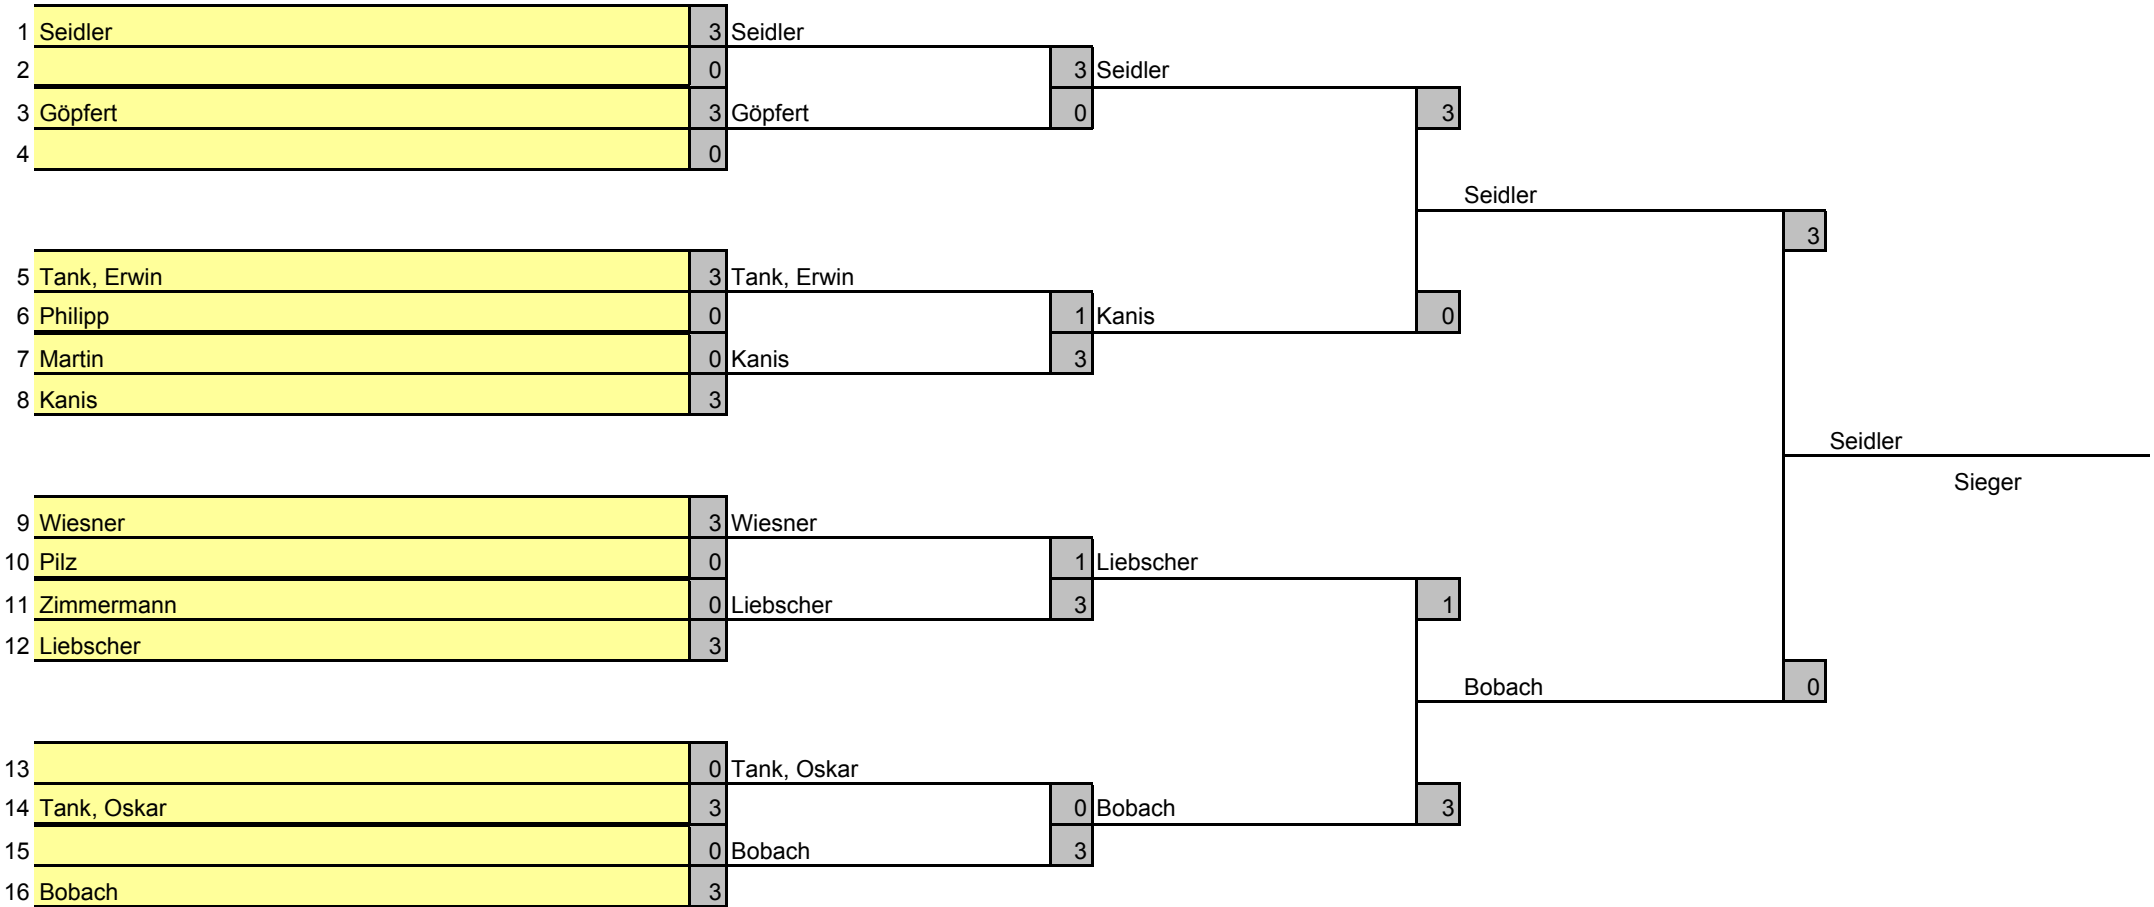 1 Seidler 3 Seidler
2 0 3 Seidler
3 Göpfert 3 Göpfert 0 3
4 0
Seidler
3
5 Tank, Erwin 3 Tank, Erwin
6 Philipp 0 1 Kanis 0
7 Martin 0 Kanis 3
8 Kanis 3
Seidler
Sieger
9 Wiesner 3 Wiesner
10 Pilz 0 1 Liebscher
11 Zimmermann 0 Liebscher 3 1
12 Liebscher 3
Bobach 0
13 0 Tank, Oskar
14 Tank, Oskar 3 0 Bobach 3
15 0 Bobach 3
16 Bobach 3